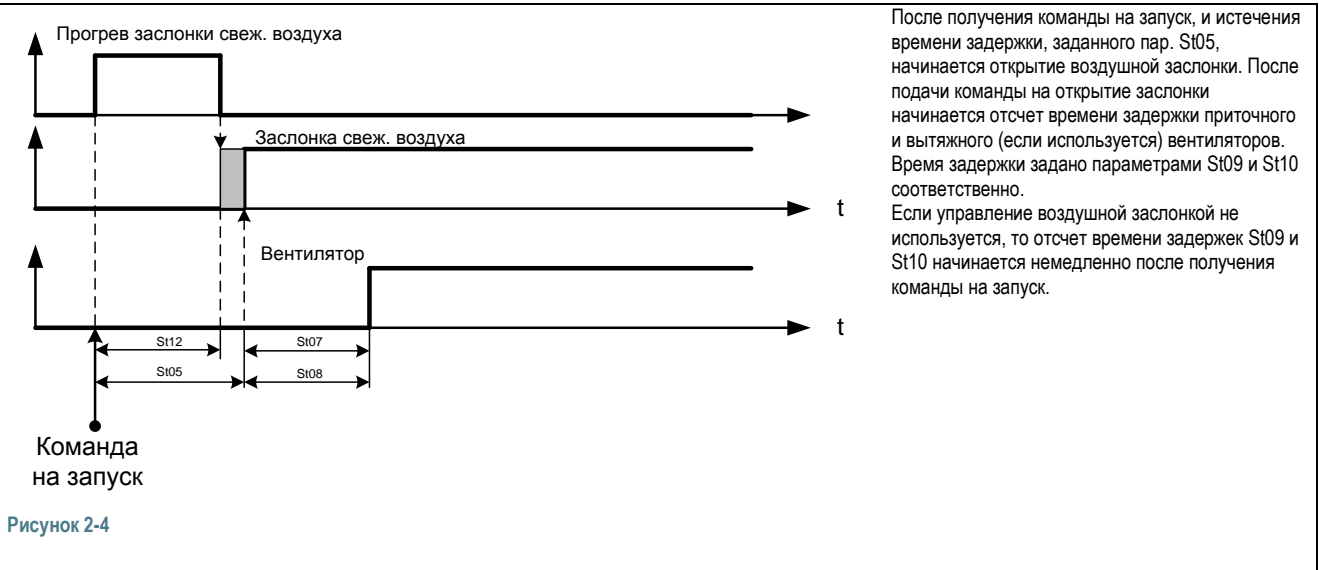 Прогрев заслонки свеж. воздуха
Заслонка свеж. воздуха
t
Вентилятор
t
St12
St07
St05
St08
Команда
на запуск
Рисунок 2-4
После получения команды на запуск, и истечения
времени задержки, заданного пар. St05,
начинается открытие воздушной заслонки. После
подачи команды на открытие заслонки
начинается отсчет времени задержки приточного
и вытяжного (если используется) вентиляторов.
Время задержки задано параметрами St09 и St10
соответственно.
Если управление воздушной заслонкой не
используется, то отсчет времени задержек St09 и
St10 начинается немедленно после получения
команды на запуск.